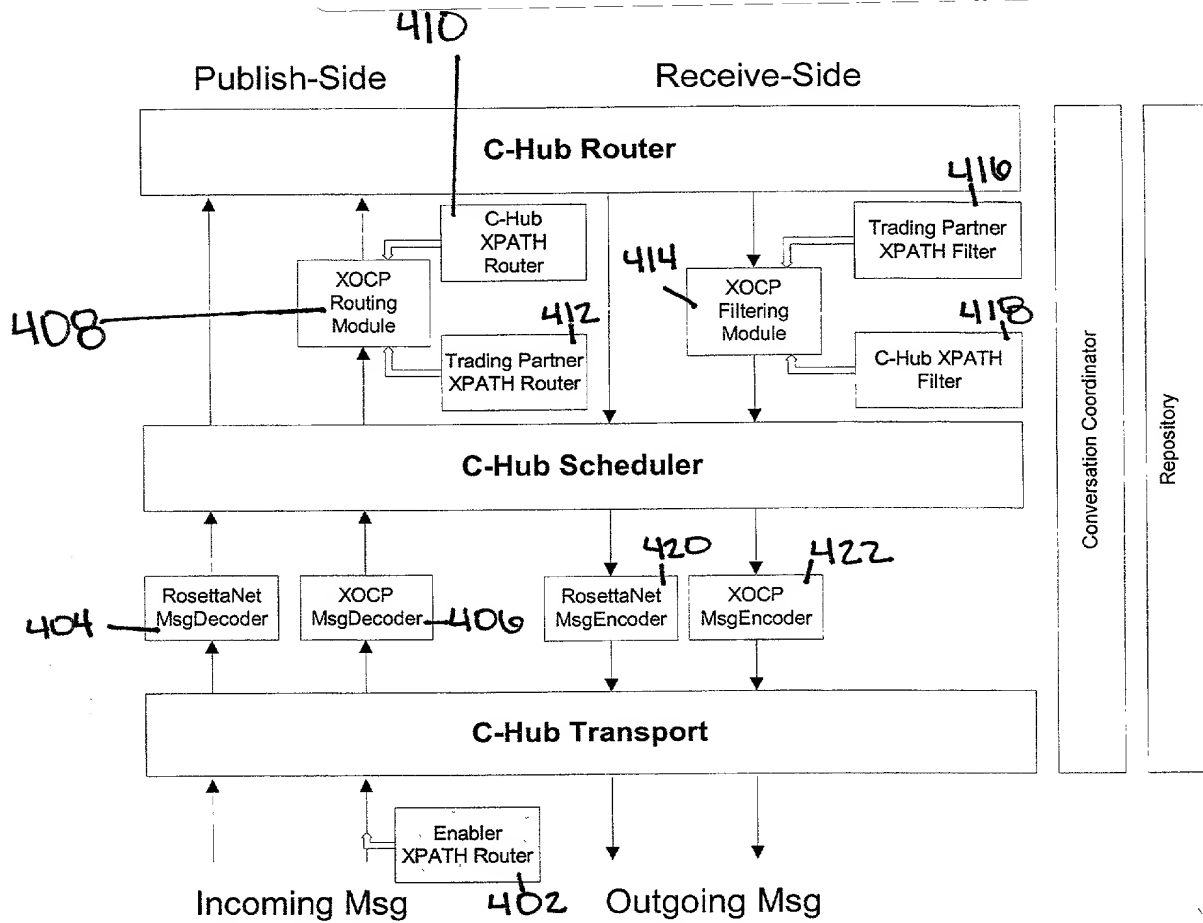 410
Publish-Side
Receive-Side
C-Hub Router
416
C-Hub
XPATH
Router
Trading Partner
XPATH Filter
414
XOCP
Routing
Module
XOCP
Filtering
Module
408
412
418
Trading Partner
XPATH Router
C-Hub XPATH
Filter
C-Hub Scheduler
Conversation Coordinator
Repository
420
422
RosettaNet
MsgDecoder
XOCP
MsgDecoder
RosettaNet
MsgEncoder
XOCP
MsgEncoder
404
406
C-Hub Transport
Enabler
XPATH Router
Incoming Msg
402
Outgoing Msg